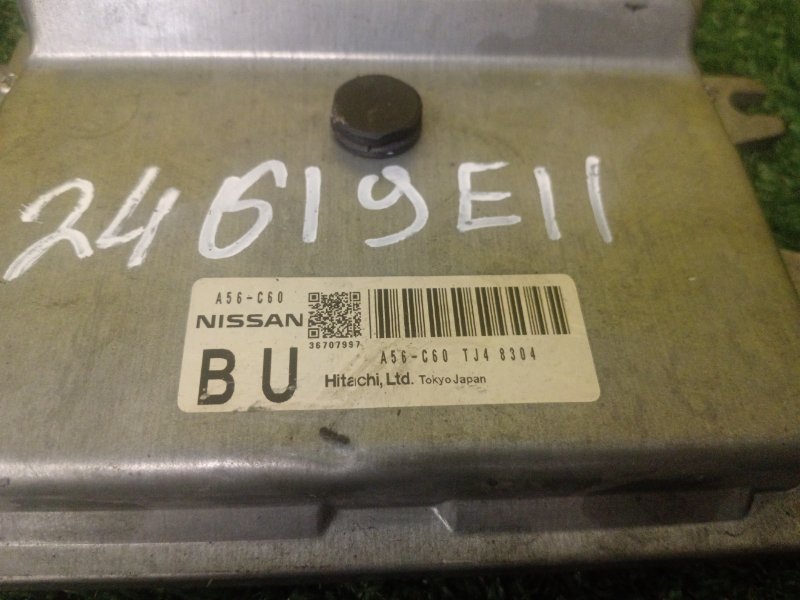 24619E11
A56-C60
NISSAN
36707997
A56-C60 TJ4 8304
BU
Hitachi, Ltd. Tokyo Japan